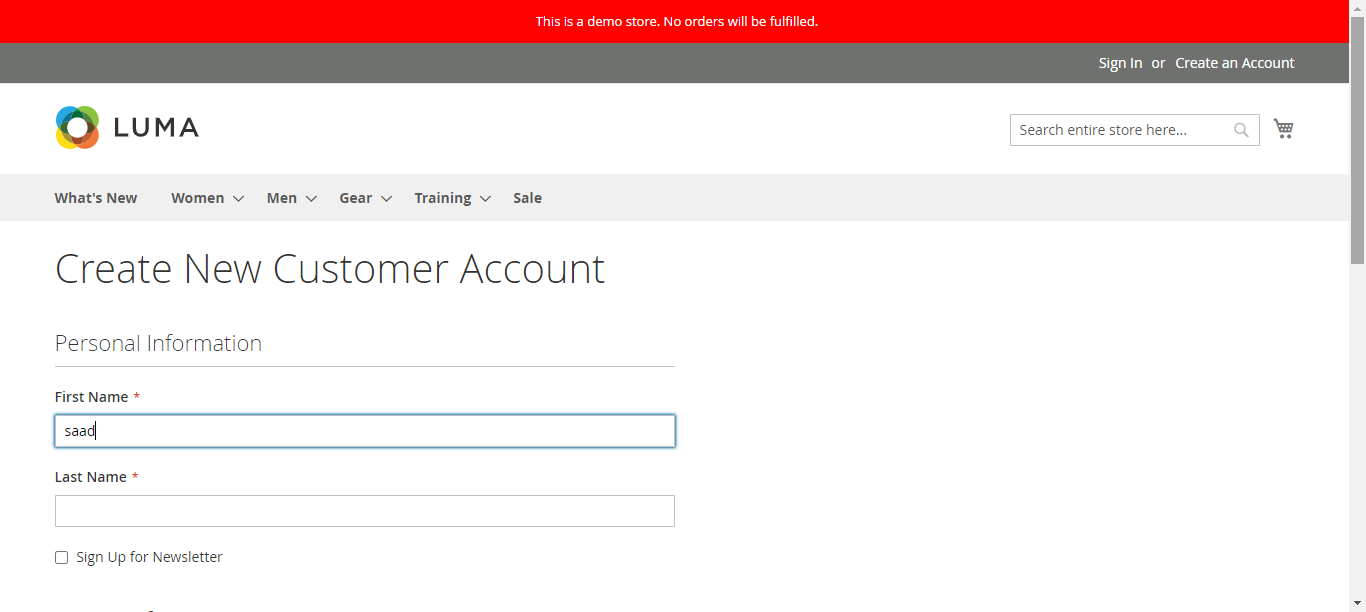 This is a demo store. No orders will be fulfilled.
Sign In or Create an Account
LUMA
Search entire store here...
What's New Women Men Gear Training Sale
Create New Customer Account
Personal Information
First Name *
saad
Last Name *
Sign Up for Newsletter